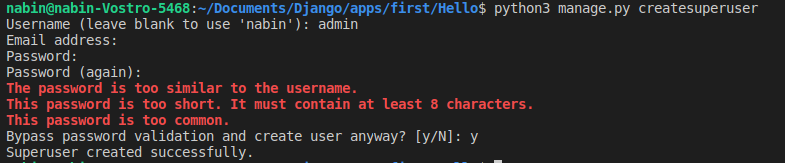 nabin@nabin-Vostro-5468:~/Documents/Django/apps/first/Hello$ python3 manage.py createsuperuser
Username (leave blank to use 'nabin'): admin
Email address:
Password:
Password (again):
The password is too similar to the username.
This password is too short. It must contain at least 8 characters.
This password is too common.
Bypass password validation and create user anyway? [y/N]: y
Superuser created successfully.